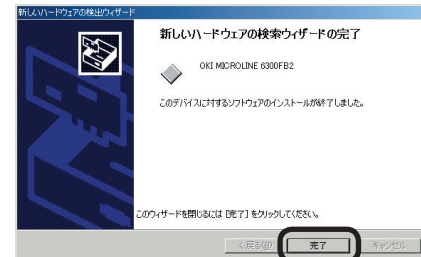 新しいハードウェアの検出ウィザード
新しいハードウェアの検索ウィザードの完了
OKI MICROLINE 6300FB2
このデバイスに対するソフトウェアのインストールが終了しました。
このウィザードを閉じるには [完了] をクリックしてください。
< 戻る(B)
完了
キャンセル